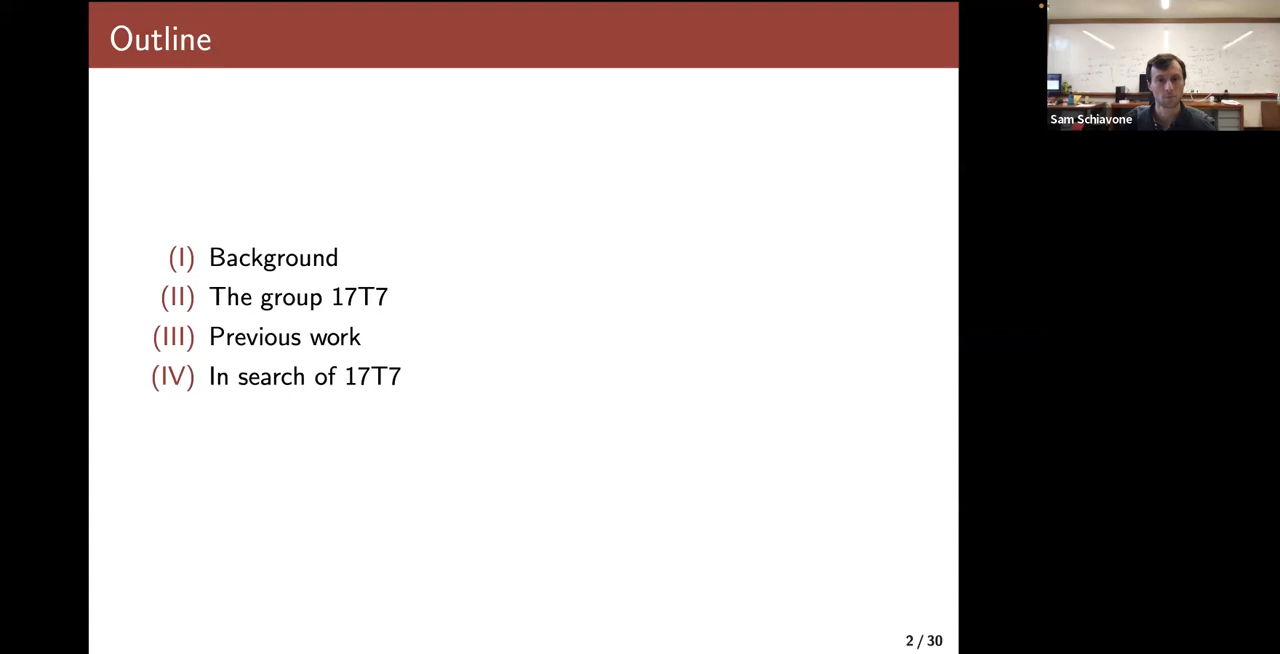 Outline
(I) Background
(II) The group 17T7
(III) Previous work
(IV) In search of 17T7
2 / 30
Sam Schiavone